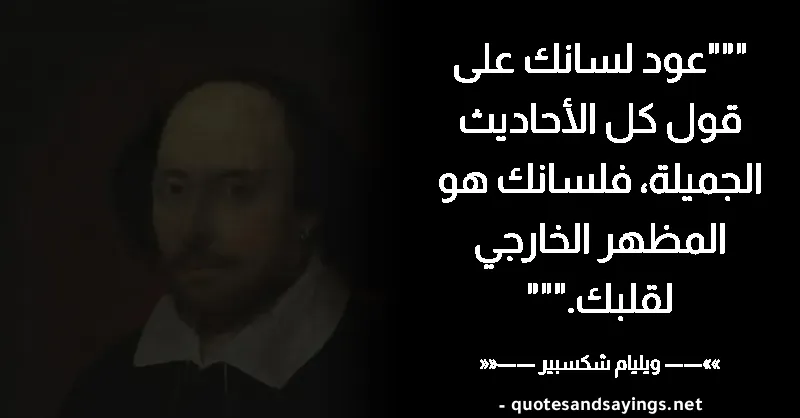 """عود لسانك على
قول كل الأحاديث
الجميلة، فلسانك هو
المظهر الخارجي
لقلبك."""
»——— ويليام شكسبير ———»»
- quotesandsayings.net